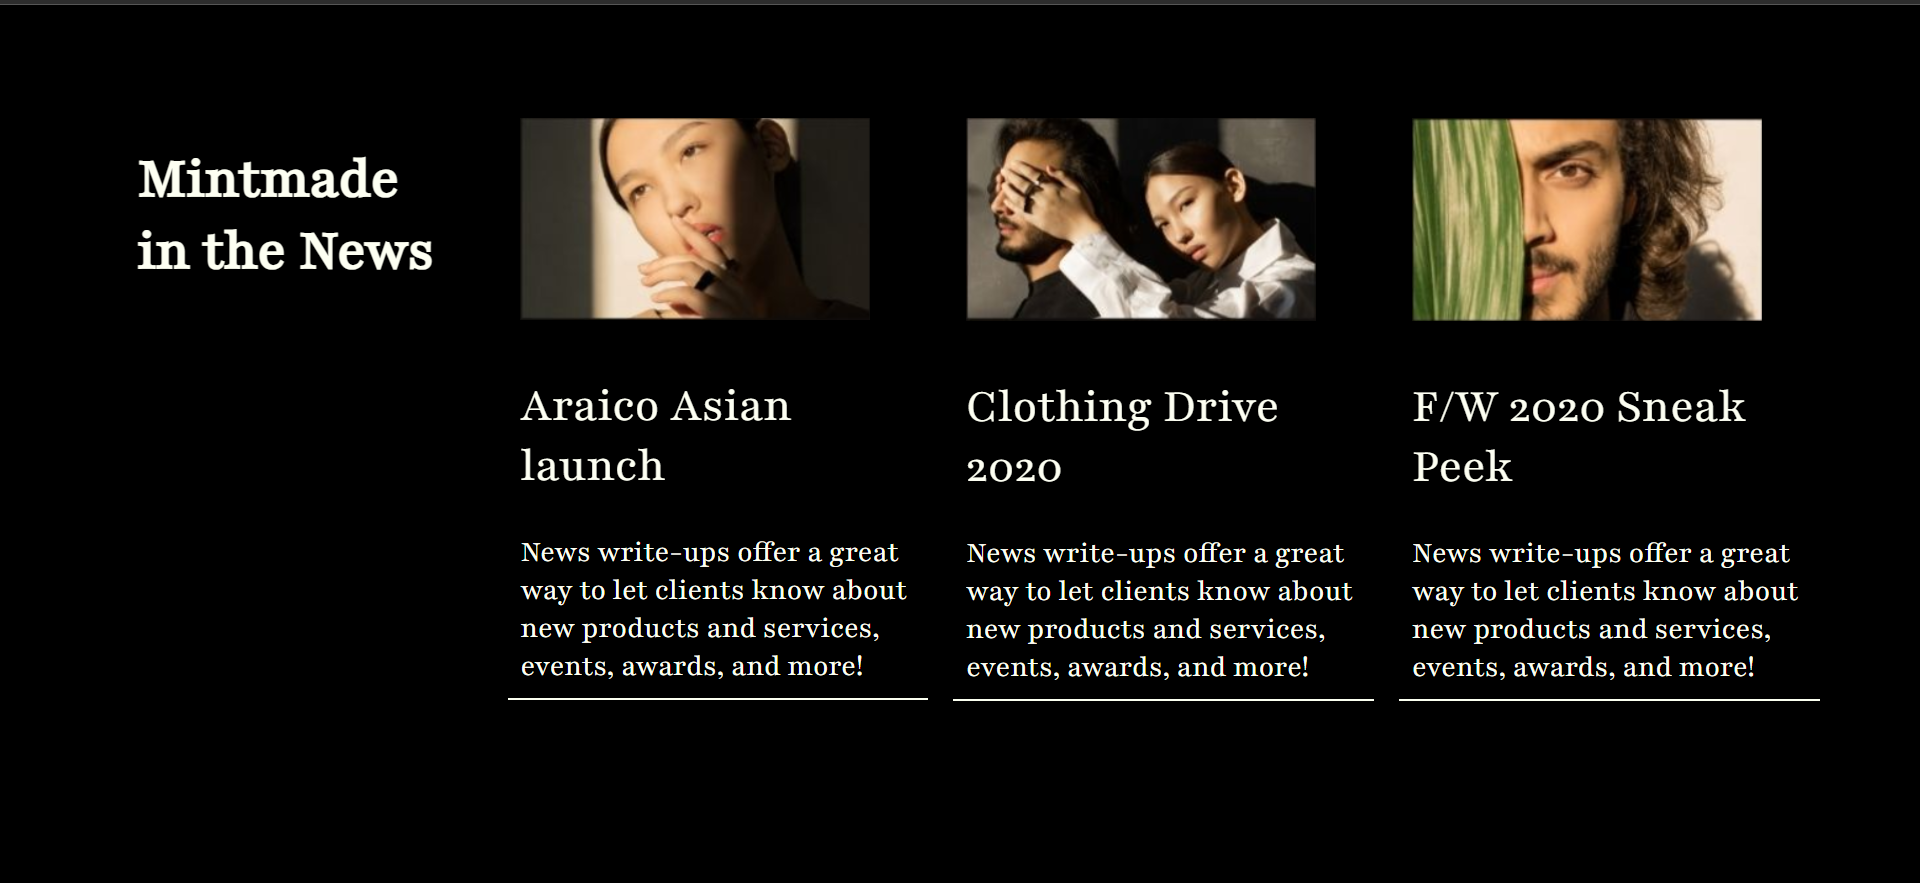 Mintmade
in the News
Araico Asian
launch
News write-ups offer a great
way to let clients know about
new products and services,
events, awards, and more!
Clothing Drive
2020
News write-ups offer a great
way to let clients know about
new products and services,
events, awards, and more!
F/W 2020 Sneak
Peek
News write-ups offer a great
way to let clients know about
new products and services,
events, awards, and more!